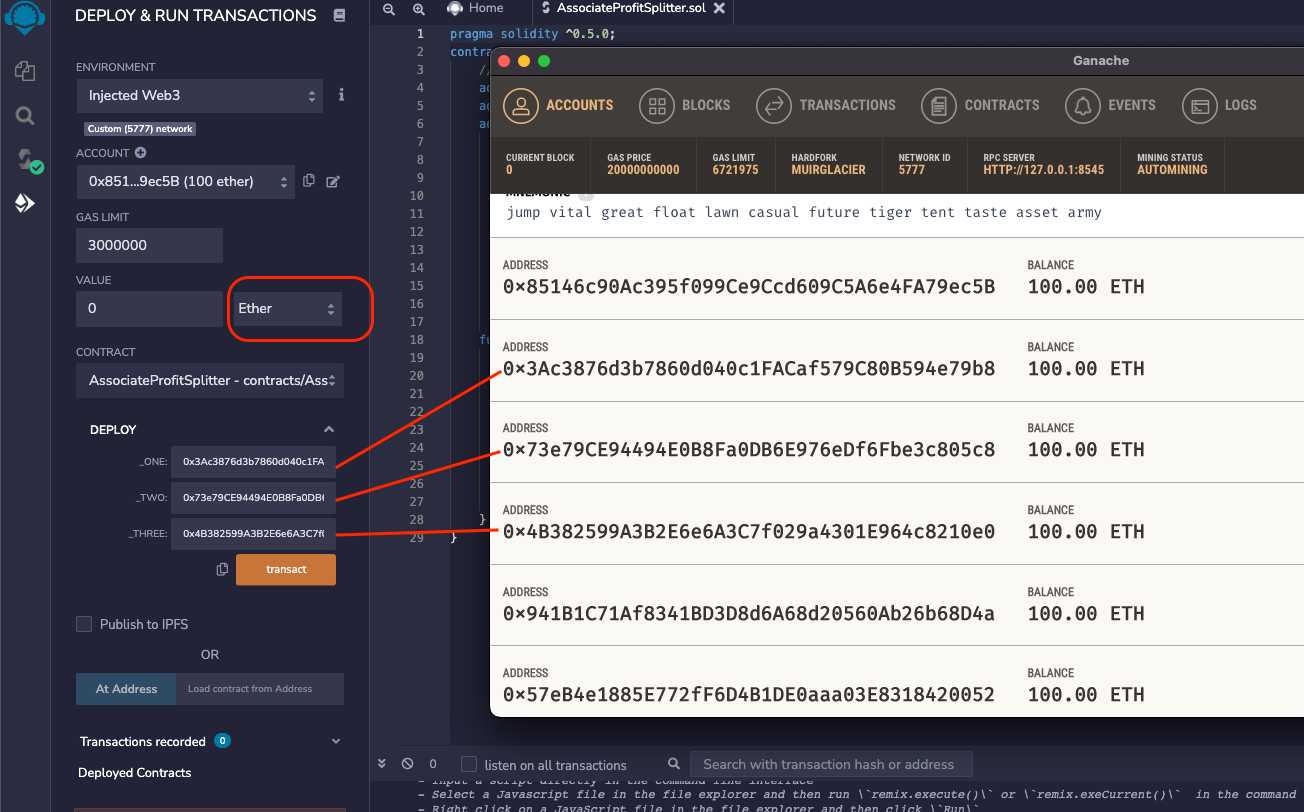 DEPLOY & RUN TRANSACTIONS
ENVIRONMENT
Injected Web3
Custom (5777) network
ACCOUNT
0x851...9ec5B (100 ether)
GAS LIMIT
3000000
VALUE
0
Ether
CONTRACT
AssociateProfitSplitter - contracts/Ass
DEPLOY
_ONE: 0x3Ac3876d3b7860d040c1FA
_TWO: 0x73e79CE94494E0B8Fa0DB
_THREE: 0x4B382599A3B2E6e6A3C7f
transact
Publish to IPFS
OR
At Address
Load contract from Address
Transactions recorded 0
Deployed Contracts
Home
AssociateProfitSplitter.sol
1 pragma solidity ^0.5.0;
2 contra
3 //
4 ad
5 ad
6 ad
7
8
9
10
11
12
13
14
15
16
17
18 fu
19
20
21
22
23
24
25
26
27
28 }
29 }
Ganache
ACCOUNTS
BLOCKS
TRANSACTIONS
CONTRACTS
EVENTS
LOGS
CURRENT BLOCK
0
GAS PRICE
20000000000
GAS LIMIT
6721975
HARDFORK
MUIRGLACIER
NETWORK ID
5777
RPC SERVER
HTTP://127.0.0.1:8545
MINING STATUS
AUTOMINING
MNEMONIC
jump vital great float lawn casual future tiger tent taste asset army
ADDRESS
0×85146c90Ac395f099Ce9Ccd609C5A6e4FA79ec5B
BALANCE
100.00 ETH
ADDRESS
0×3Ac3876d3b7860d040c1FACaf579C80B594e79b8
BALANCE
100.00 ETH
ADDRESS
0×73e79CE94494E0B8Fa0DB6E976eDf6Fbe3c805c8
BALANCE
100.00 ETH
ADDRESS
0×4B382599A3B2E6e6A3C7f029a4301E964c8210e0
BALANCE
100.00 ETH
ADDRESS
0×941B1C71Af8341BD3D8d6A68d20560Ab26b68D4a
BALANCE
100.00 ETH
ADDRESS
0×57eB4e1885E772fF6D4B1DE0aaa03E8318420052
BALANCE
100.00 ETH
0
listen on all transactions
Search with transaction hash or address
- Input a script directly in the command line interface
- Select a Javascript file in the file explorer and then run \`remix.execute()\` or \`remix.exeCurrent()\` in the command
- Right click on a JavaScript file in the file explorer and then click \`Run\`